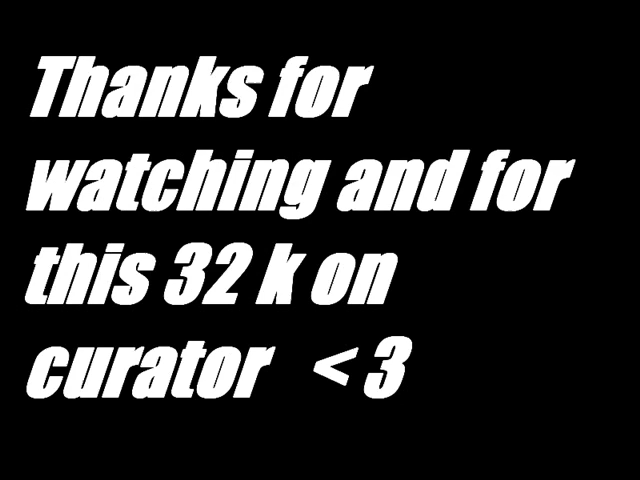 Thanks for
watching and for
this 32 k on
curator < 3